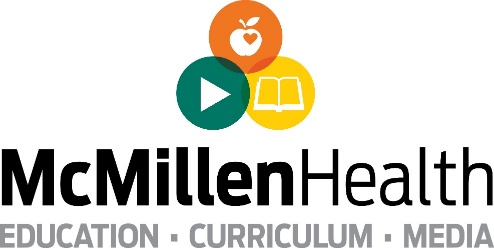 McMillenHealth
EDUCATION · CURRICULUM · MEDIA